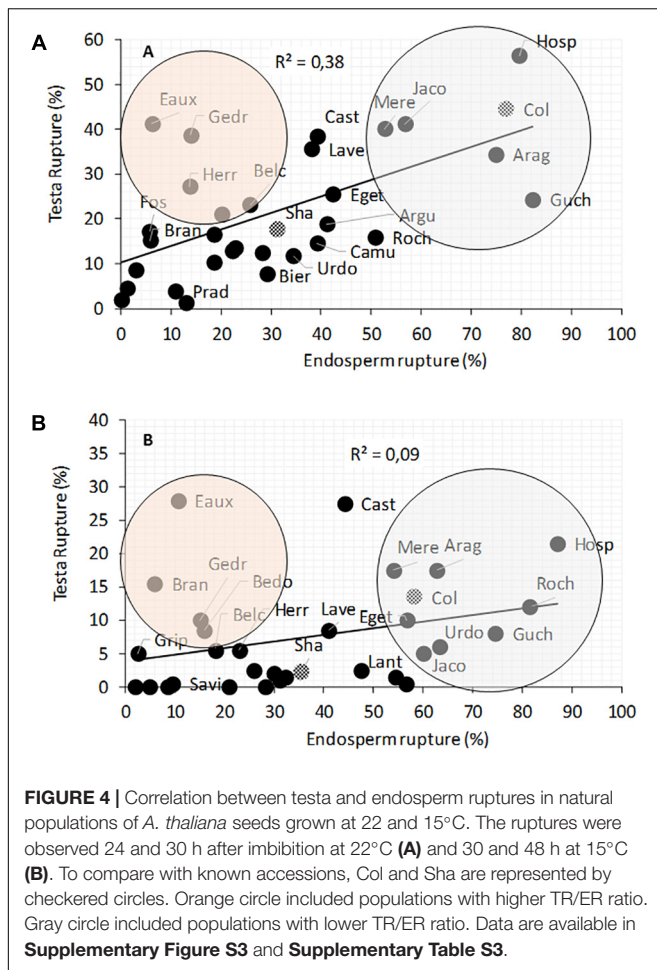 A
A
R² = 0,38
Testa Rupture (%)
60
50
40
30
20
10
0
Hosp
Eaux
Gedr
Cast
Mere
Jaco
Col
Lave
Arag
Herr
Belc
Eget
Guch
Fos
Bran
Sha
Argu
Roch
Camu
Urdo
Bier
Prad
0 10 20 30 40 50 60 70 80 90 100
Endosperm rupture (%)
B
B
R² = 0,09
Testa Rupture (%)
40
35
30
25
20
15
10
5
0
Eaux
Cast
Mere
Arag
Hosp
Bran
Gedr
Bedo
Col
Roch
Belc
Herr
Lave
Eget
Urdo
Guch
Grip
Sha
Lant
Jaco
Savi
0 10 20 30 40 50 60 70 80 90 100
Endosperm rupture (%)
FIGURE 4 | Correlation between testa and endosperm ruptures in natural
populations of A. thaliana seeds grown at 22 and 15°C. The ruptures were
observed 24 and 30 h after imbibition at 22°C (A) and 30 and 48 h at 15°C
(B). To compare with known accessions, Col and Sha are represented by
checkered circles. Orange circle included populations with higher TR/ER ratio.
Gray circle included populations with lower TR/ER ratio. Data are available in
Supplementary Figure S3 and Supplementary Table S3.